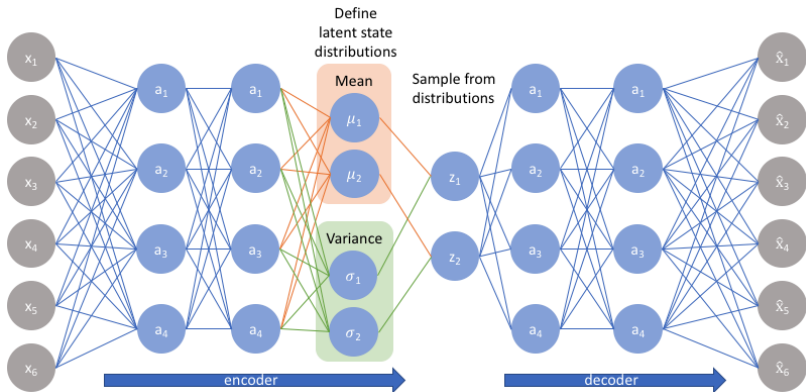 Define
latent state
distributions
Mean
Sample from
distributions
Variance
x₁
x₂
x₃
x₄
x₅
x₆
a₁
a₂
a₃
a₄
a₁
a₂
a₃
a₄
μ₁
μ₂
σ₁
σ₂
z₁
z₂
a₁
a₂
a₃
a₄
a₁
a₂
a₃
a₄
x̂₁
x̂₂
x̂₃
x̂₄
x̂₅
x̂₆
encoder
decoder